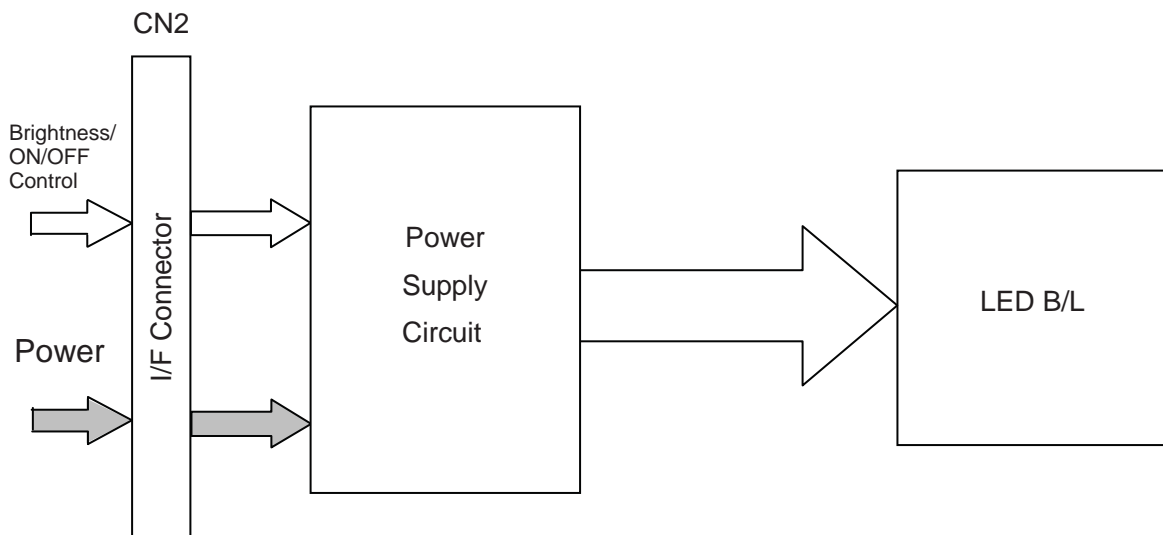 CN2
Brightness/
ON/OFF
Control
Power
I/F Connector
Power
Supply
Circuit
LED B/L